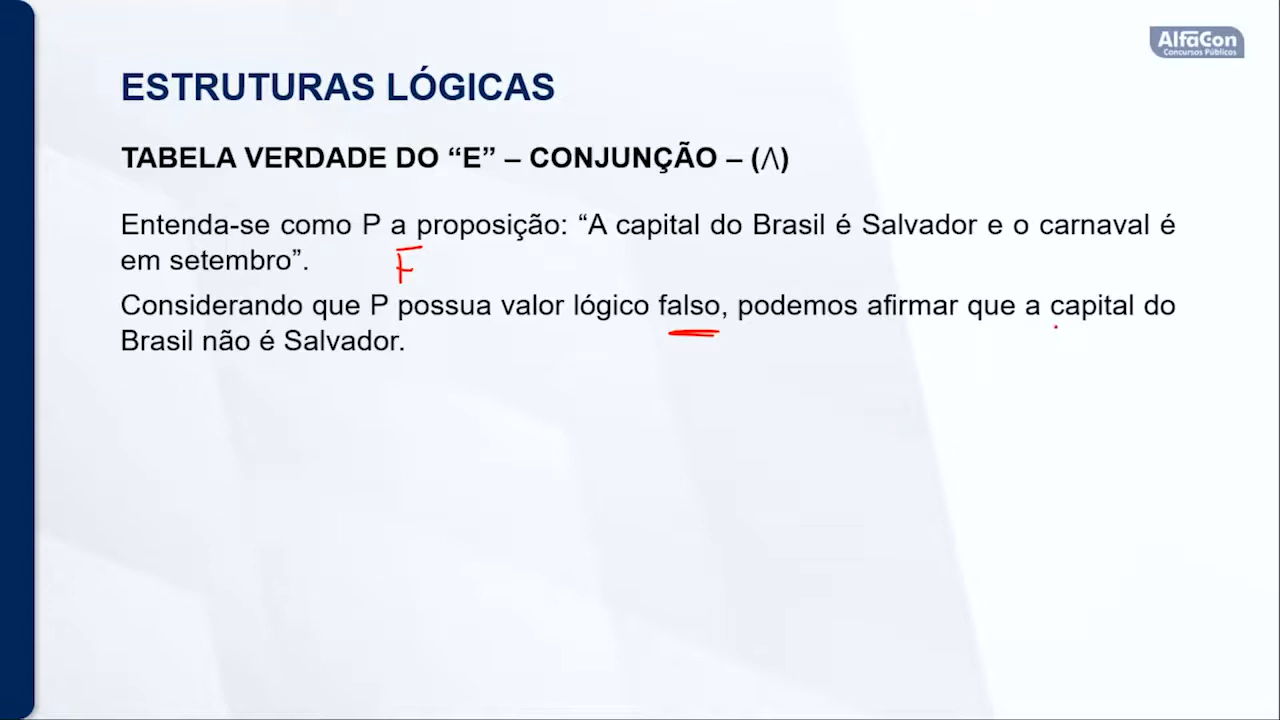 AlfaCon
Concursos Públicos
ESTRUTURAS LÓGICAS
TABELA VERDADE DO “E” – CONJUNÇÃO – (/\)
Entenda-se como P a proposição: “A capital do Brasil é Salvador e o carnaval é
em setembro”.
F
Considerando que P possua valor lógico falso, podemos afirmar que a capital do
Brasil não é Salvador.